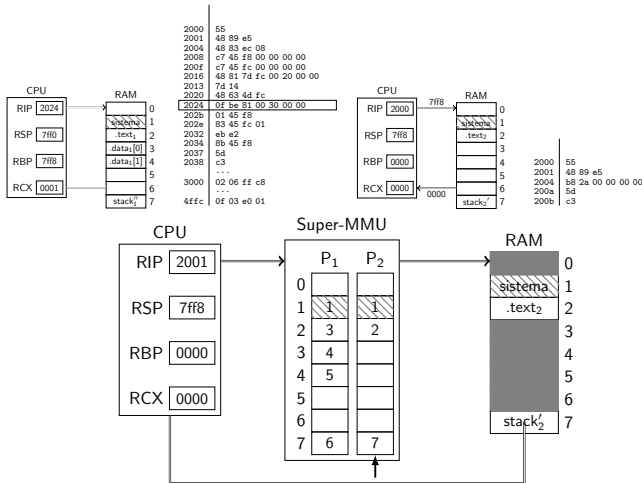 2000 55
2001 48 89 e5
2004 48 83 ec 08
2008 c7 45 f8 00 00 00 00
200f c7 45 fc 00 00 00 00
2016 48 81 7d fc 00 20 00 00
2013 7d 14
2020 48 63 4d fc
2024 0f be 81 00 30 00 00
202b 01 45 f8
202e 83 45 fc 01
2032 eb e2
2034 8b 45 f8
2037 5d
2038 c3
...
3000 02 06 ff c8
...
4ffc 0f 03 e0 01
CPU
RIP 2024
RSP 7ff0
RBP 7ff8
RCX 0001
RAM
0
sistema 1
.text₁ 2
.data₁[0] 3
.data₁[1] 4
5
6
stack₁″ 7
CPU
RIP 2000
RSP 7ff8
RBP 0000
RCX 0000
7ff8
0000
RAM
0
sistema 1
.text₂ 2
3
4
5
6
stack₂′ 7
2000 55
2001 48 89 e5
2004 b8 2a 00 00 00 00
200a 5d
200b c3
CPU
RIP 2001
RSP 7ff8
RBP 0000
RCX 0000
Super-MMU
P₁ P₂
0
1 1 1
2 3 2
3 4
4 5
5
6
7 6 7
RAM
0
sistema 1
.text₂ 2
3
4
5
6
stack₂′ 7